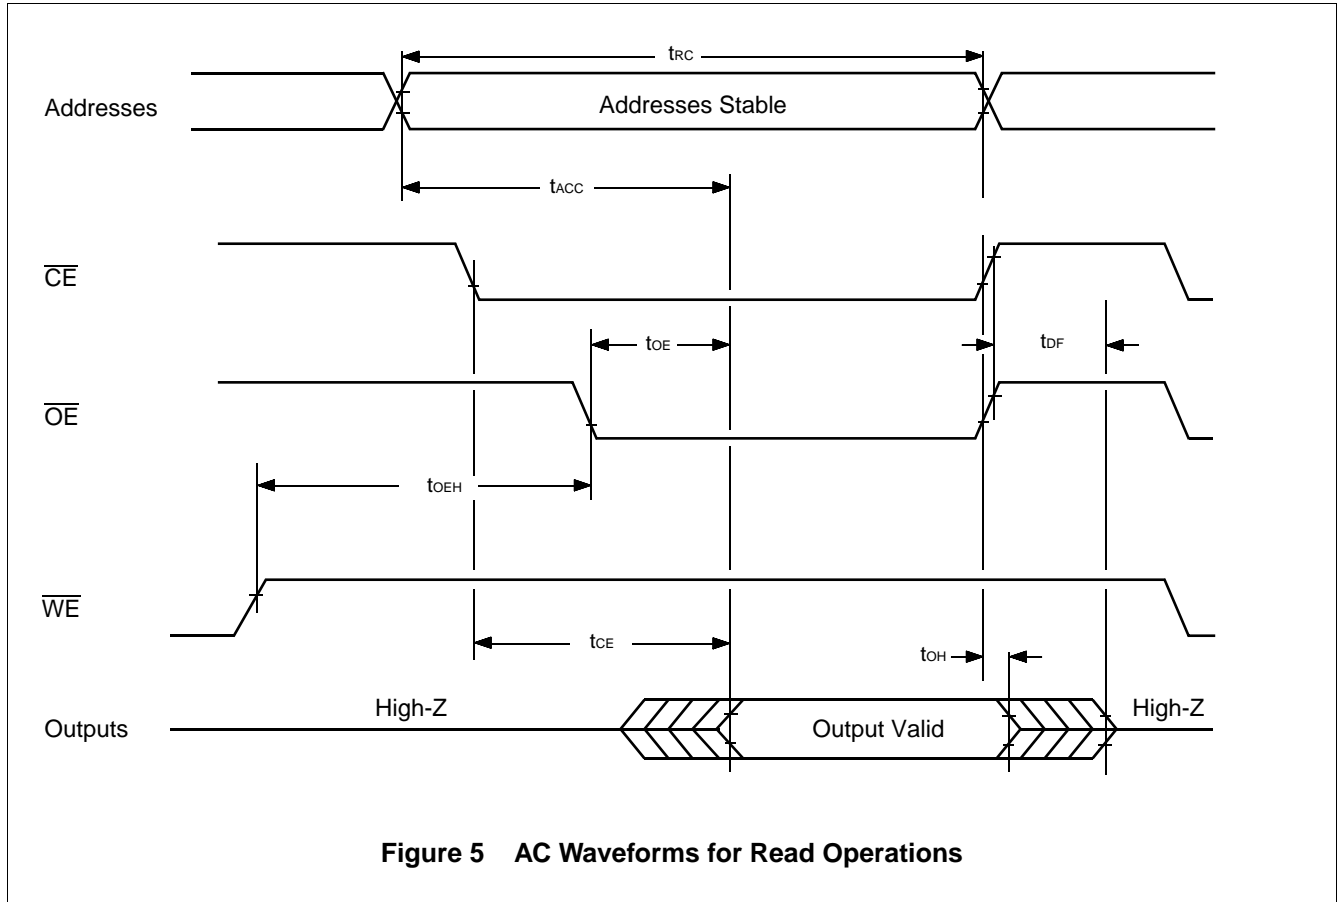 tRC
Addresses
Addresses Stable
tACC
CE
tOE
tDF
OE
tOEH
WE
tCE
tOH
High-Z
High-Z
Outputs
Output Valid
Figure 5 AC Waveforms for Read Operations